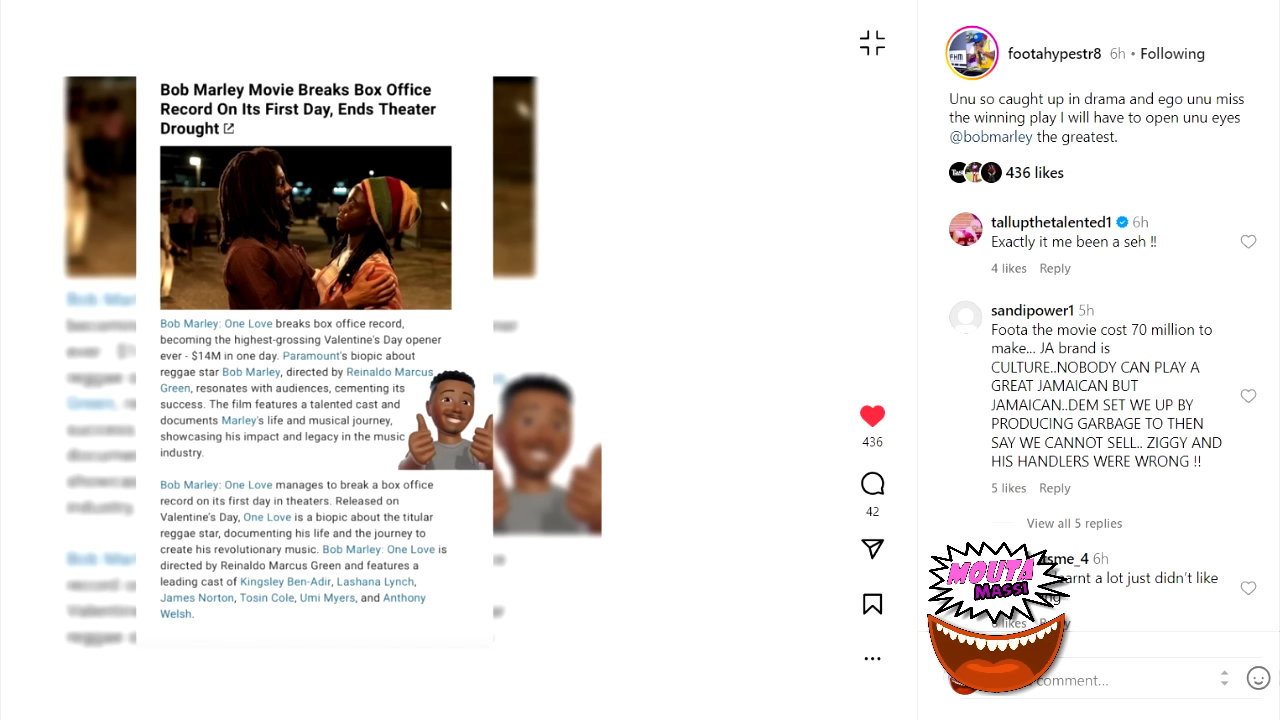 Bob Marley Movie Breaks Box Office
Record On Its First Day, Ends Theater
Drought
Bob Marley: One Love breaks box office record,
becoming the highest-grossing Valentine's Day opener
ever - $14M in one day. Paramount's biopic about
reggae star Bob Marley, directed by Reinaldo Marcus
Green, resonates with audiences, cementing its
success. The film features a talented cast and
documents Marley's life and musical journey,
showcasing his impact and legacy in the music
industry.
Bob Marley: One Love manages to break a box office
record on its first day in theaters. Released on
Valentine's Day, One Love is a biopic about the titular
reggae star, documenting his life and the journey to
create his revolutionary music. Bob Marley: One Love is
directed by Reinaldo Marcus Green and features a
leading cast of Kingsley Ben-Adir, Lashana Lynch,
James Norton, Tosin Cole, Umi Myers, and Anthony
Welsh.
436
42
footahypestr8 6h • Following
Unu so caught up in drama and ego unu miss
the winning play I will have to open unu eyes
@bobmarley the greatest.
436 likes
tallupthetalented1 6h
Exactly it me been a seh !!
4 likes Reply
sandipower1 5h
Foota the movie cost 70 million to
make... JA brand is
CULTURE..NOBODY CAN PLAY A
GREAT JAMAICAN BUT
JAMAICAN..DEM SET WE UP BY
PRODUCING GARBAGE TO THEN
SAY WE CANNOT SELL.. ZIGGY AND
HIS HANDLERS WERE WRONG !!
5 likes Reply
View all 5 replies
tsme_4 6h
arnt a lot just didn't like
likes
MOUTA
MASSI
comment...